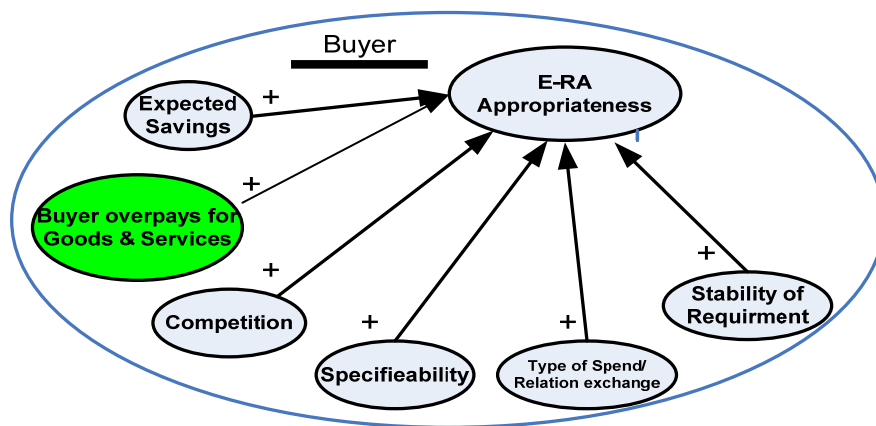 Buyer
E-RA
Appropriateness
Expected
Savings
+
+
Buyer overpays for
Goods & Services
+
Competition
+
Specifieability
+
Type of Spend/
Relation exchange
+
Stability of
Requirment